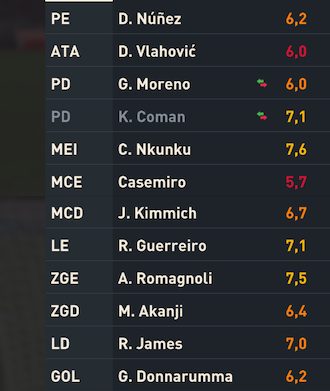 PE D. Núñez 6,2
ATA D. Vlahović 6,0
PD G. Moreno 6,0
PD K. Coman 7,1
MEI C. Nkunku 7,6
MCE Casemiro 5,7
MCD J. Kimmich 6,7
LE R. Guerreiro 7,1
ZGE A. Romagnoli 7,5
ZGD M. Akanji 6,4
LD R. James 7,0
GOL G. Donnarumma 6,2